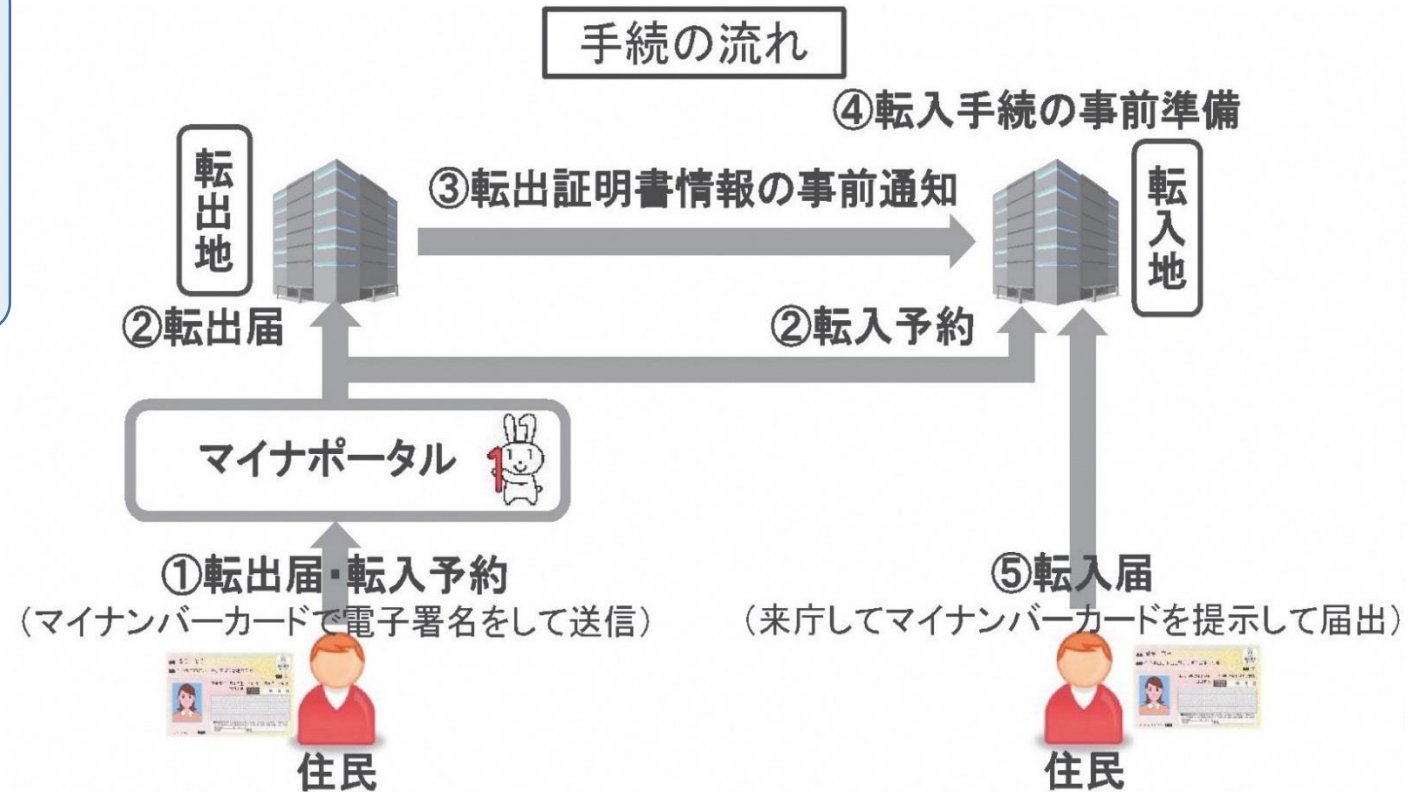 手続の流れ
④転入手続の事前準備
転出地
③転出証明書情報の事前通知
転入地
②転出届
②転入予約
マイナポータル
1
①転出届・転入予約
（マイナンバーカードで電子署名をして送信）
住民
⑤転入届
（来庁してマイナンバーカードを提示して届出）
住民